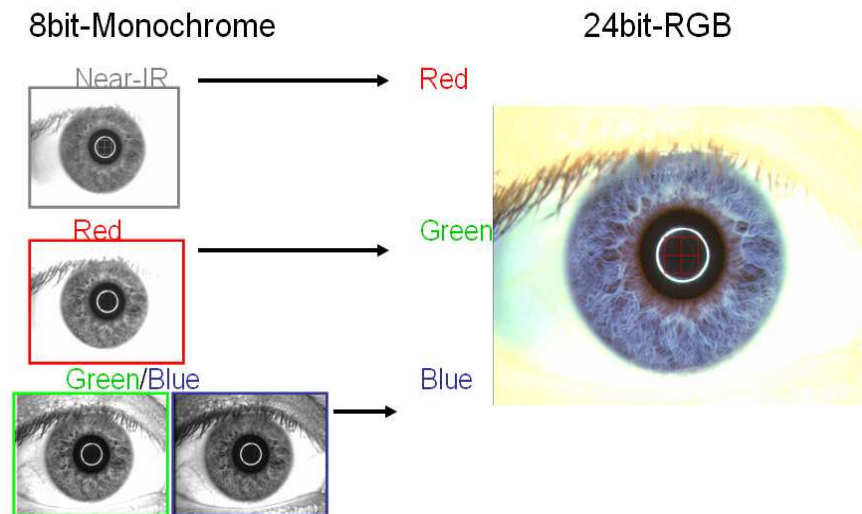 8bit-Monochrome
24bit-RGB
Near-IR
Red
Red
Green
Green/Blue
Blue